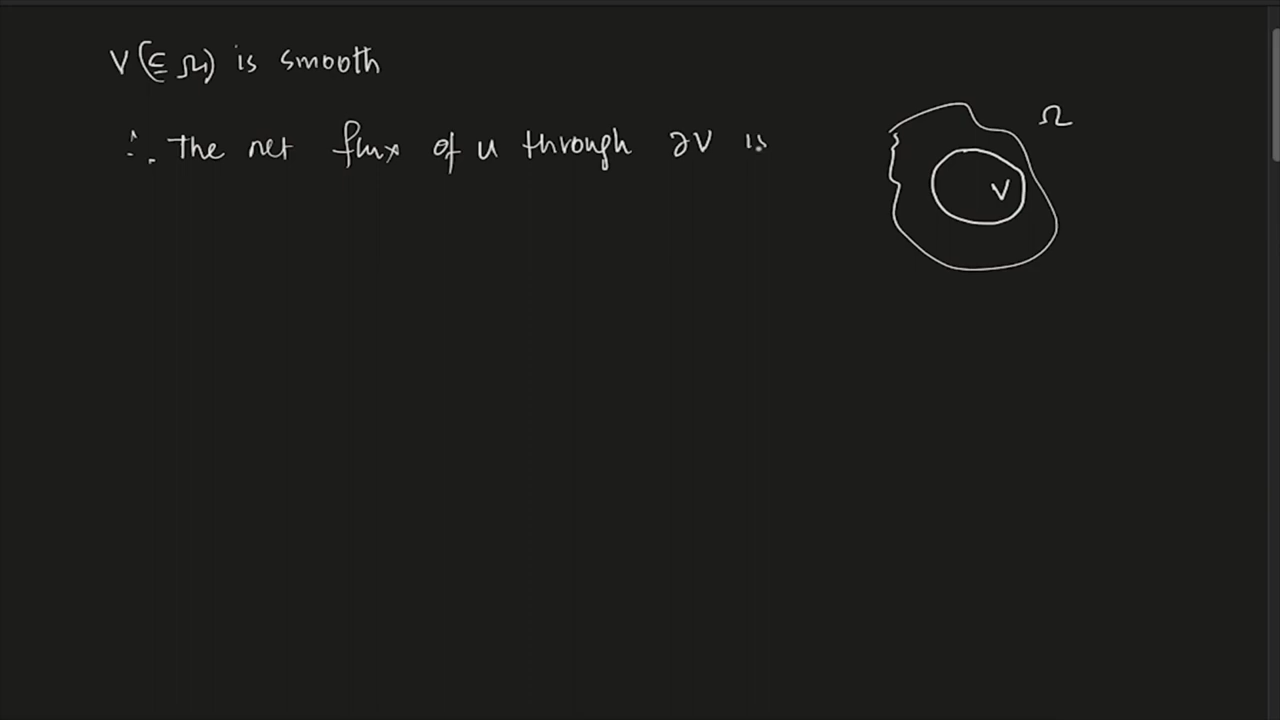 V(⊆ Ω) is smooth
∴ The net flux of u through ∂V is
Ω
V